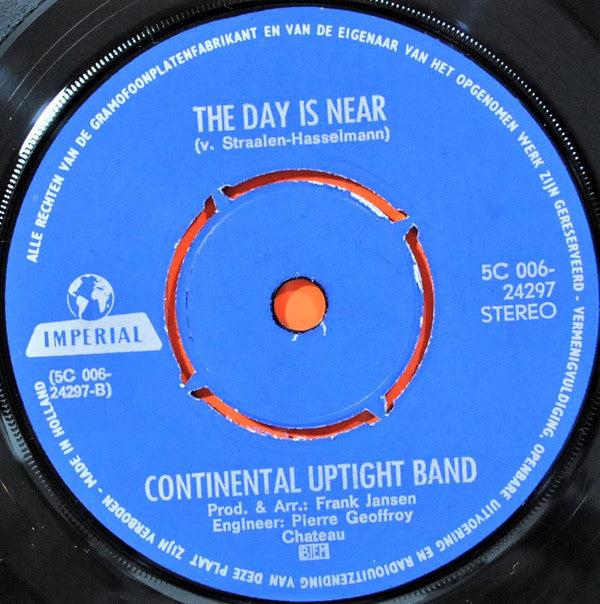 ALLE RECHTEN VAN DE GRAMOFOONPLATENFABRIKANT EN VAN DE EIGENAAR VAN HET OPGENOMEN WERK ZIJN GERESERVEERD - VERMENIGVULDIGING, OPENBARE UITVOERING EN RADIOUITZENDING VAN DEZE PLAAT ZIJN VERBODEN - MADE IN HOLLAND
THE DAY IS NEAR
(v. Straalen-Hasselmann)
5C 006-
24297
STEREO
IMPERIAL
(5C 006-
24297-B)
CONTINENTAL UPTIGHT BAND
Prod. & Arr.: Frank Jansen
Engineer: Pierre Geoffroy
Chateau
BIEM